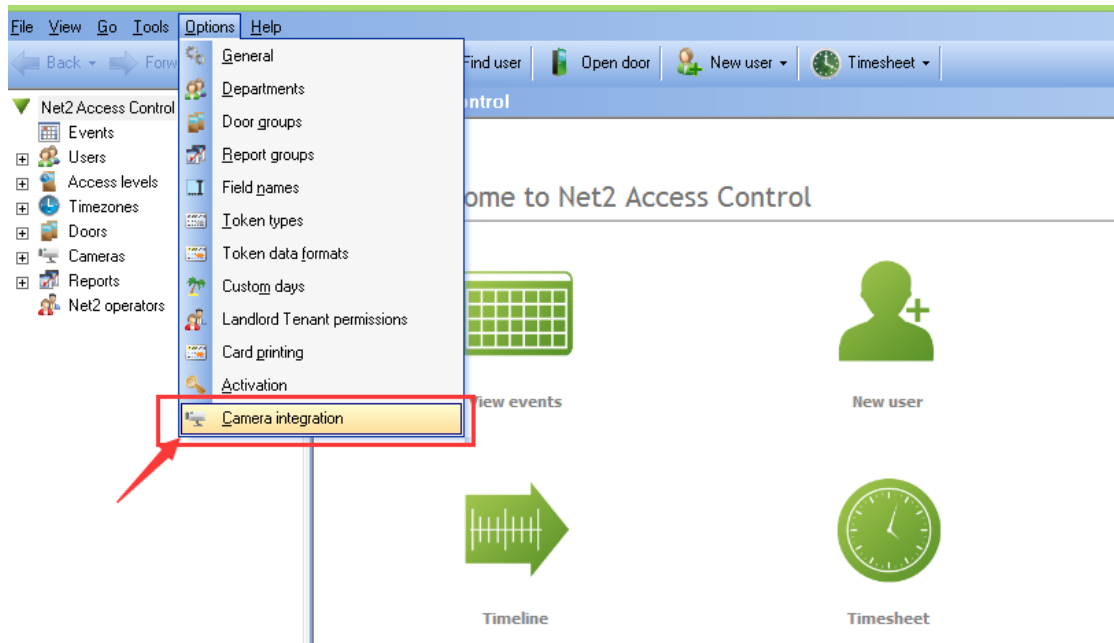 File View Go Tools Options Help
Back Forw Find user Open door New user Timesheet
General
Departments
Door groups
Report groups
Field names
Token types
Token data formats
Custom days
Landlord Tenant permissions
Card printing
Activation
Camera integration
Net2 Access Control
Events
Users
Access levels
Timezones
Doors
Cameras
Reports
Net2 operators
ntrol
ome to Net2 Access Control
View events
New user
Timeline
Timesheet